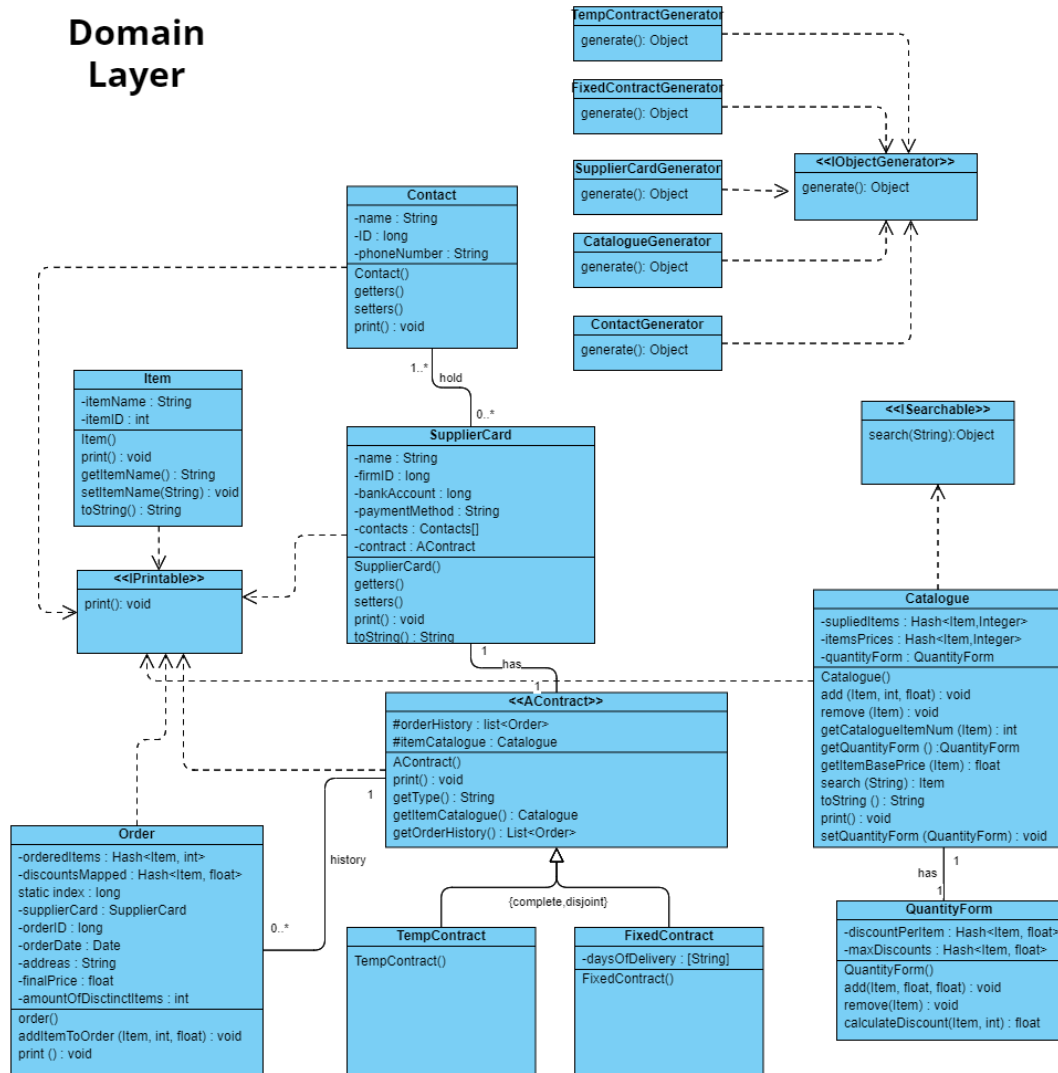 Domain
Layer
TempContractGenerator
generate(): Object
FixedContractGenerator
generate(): Object
SupplierCardGenerator
generate(): Object
CatalogueGenerator
generate(): Object
ContactGenerator
generate(): Object
<<IObjectGenerator>>
generate(): Object
Contact
-name : String
-ID : long
-phoneNumber : String
Contact()
getters()
setters()
print() : void
1..*
hold
0..*
Item
-itemName : String
-itemID : int
Item()
print() : void
getItemName() : String
setItemName(String) : void
toString() : String
<<IPrintable>>
print(): void
SupplierCard
-name : String
-firmID : long
-bankAccount : long
-paymentMethod : String
-contacts : Contacts[]
-contract : AContract
SupplierCard()
getters()
setters()
print() : void
toString() : String
1
has
1
<<ISearchable>>
search(String):Object
Catalogue
-supliedItems : Hash<Item,Integer>
-itemsPrices : Hash<Item,Integer>
-quantityForm : QuantityForm
Catalogue()
add (Item, int, float) : void
remove (Item) : void
getCatalogueItemNum (Item) : int
getQuantityForm () :QuantityForm
getItemBasePrice (Item) : float
search (String) : Item
toString () : String
print() : void
setQuantityForm (QuantityForm) : void
1
has
1
<<AContract>>
#orderHistory : list<Order>
#itemCatalogue : Catalogue
AContract()
print() : void
getType() : String
getItemCatalogue() : Catalogue
getOrderHistory() : List<Order>
1
history
0..*
Order
-orderedItems : Hash<Item, int>
-discountsMapped : Hash<Item, float>
static index : long
-supplierCard : SupplierCard
-orderID : long
-orderDate : Date
-addreas : String
-finalPrice : float
-amountOfDisctinctItems : int
order()
addItemToOrder (Item, int, float) : void
print () : void
{complete,disjoint}
TempContract
TempContract()
FixedContract
-daysOfDelivery : [String]
FixedContract()
QuantityForm
-discountPerItem : Hash<Item, float>
-maxDiscounts : Hash<Item, float>
QuantityForm()
add(Item, float, float) : void
remove(Item) : void
calculateDiscount(Item, int) : float